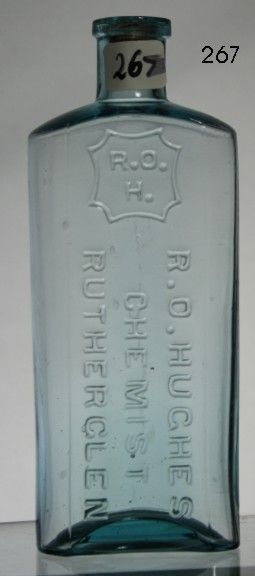 267
267
R.O.
H.
R.O. HUGHES
CHEMIST
RUTHERGLEN